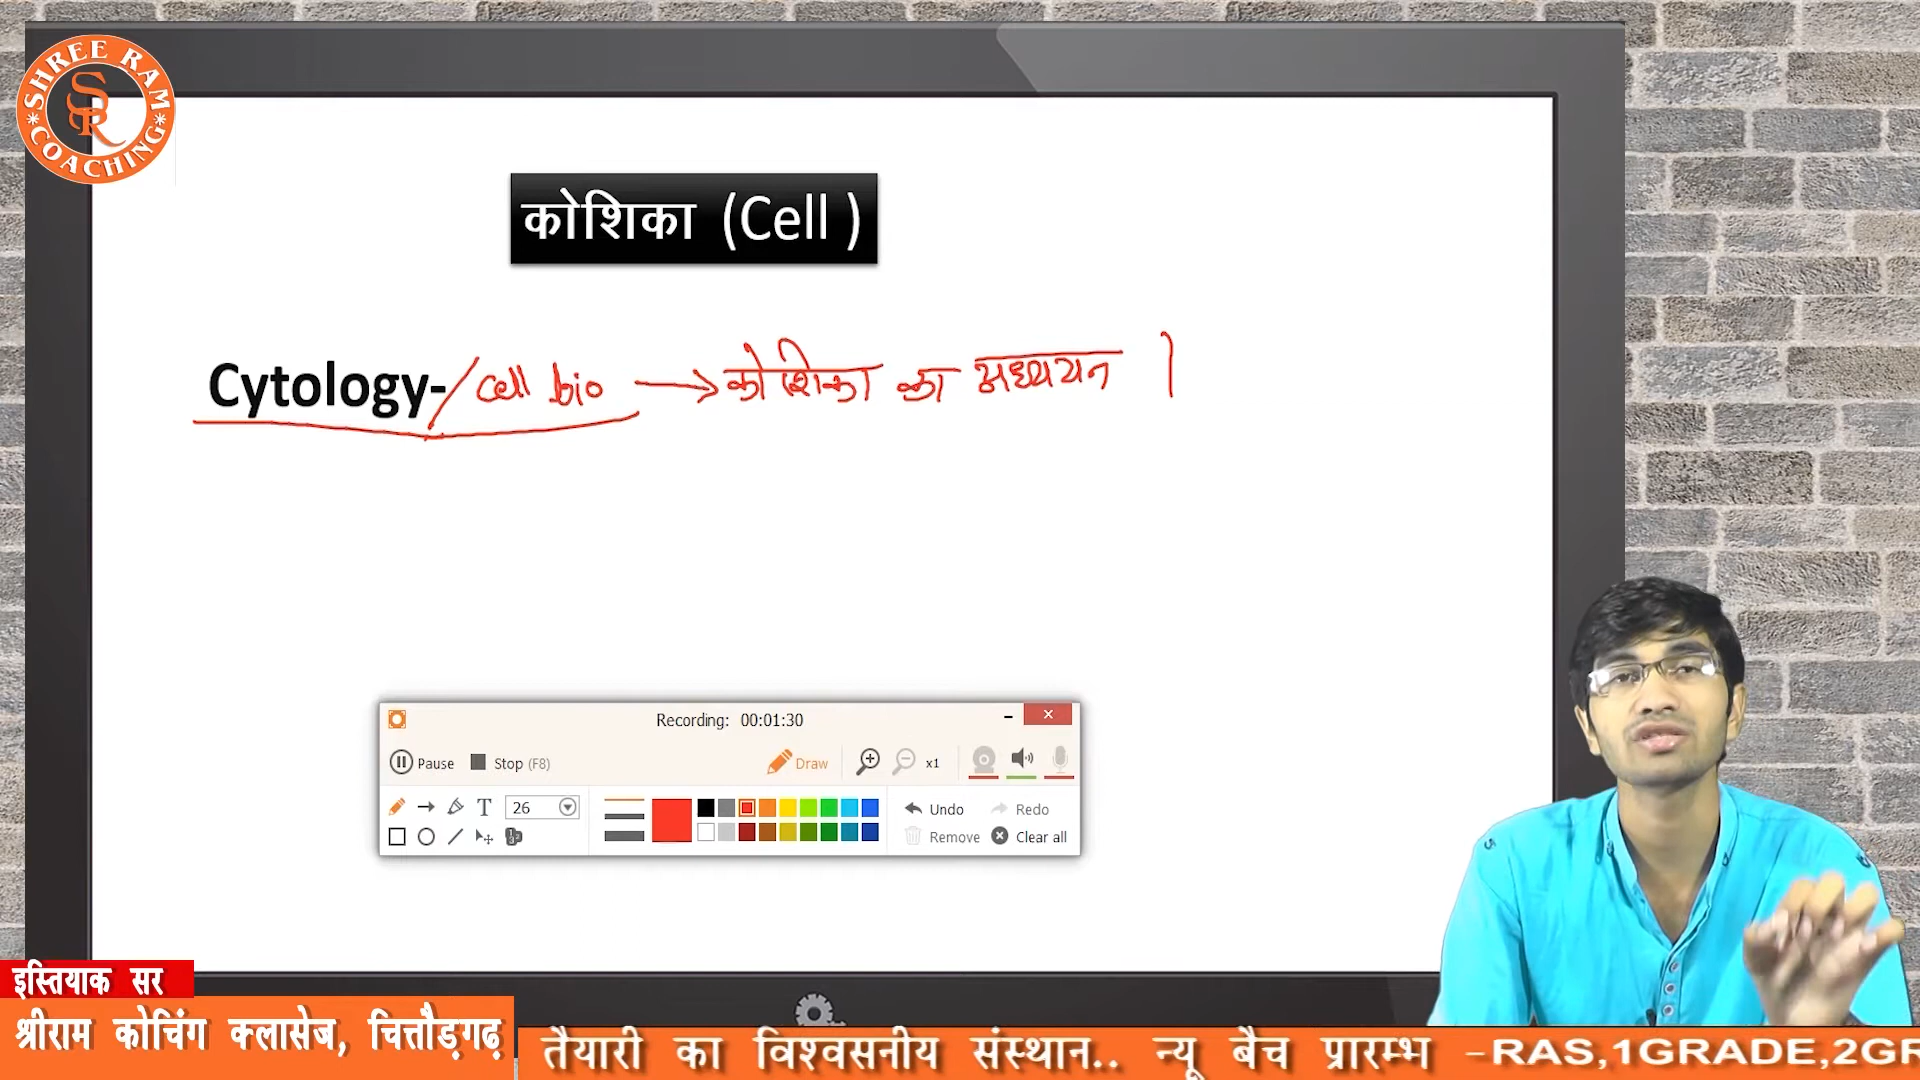 SHREE RAM COACHING
SR
कोशिका (Cell )
Cytology-/ cell bio → कोशिका का अध्ययन ।
Recording: 00:01:30
Pause Stop (F8) Draw x1
T 26 Undo Redo
Remove Clear all
इस्तियाक सर
श्रीराम कोचिंग क्लासेज, चित्तौड़गढ़
तैयारी का विश्वसनीय संस्थान.. न्यू बैच प्रारम्भ -RAS,1GRADE,2GR